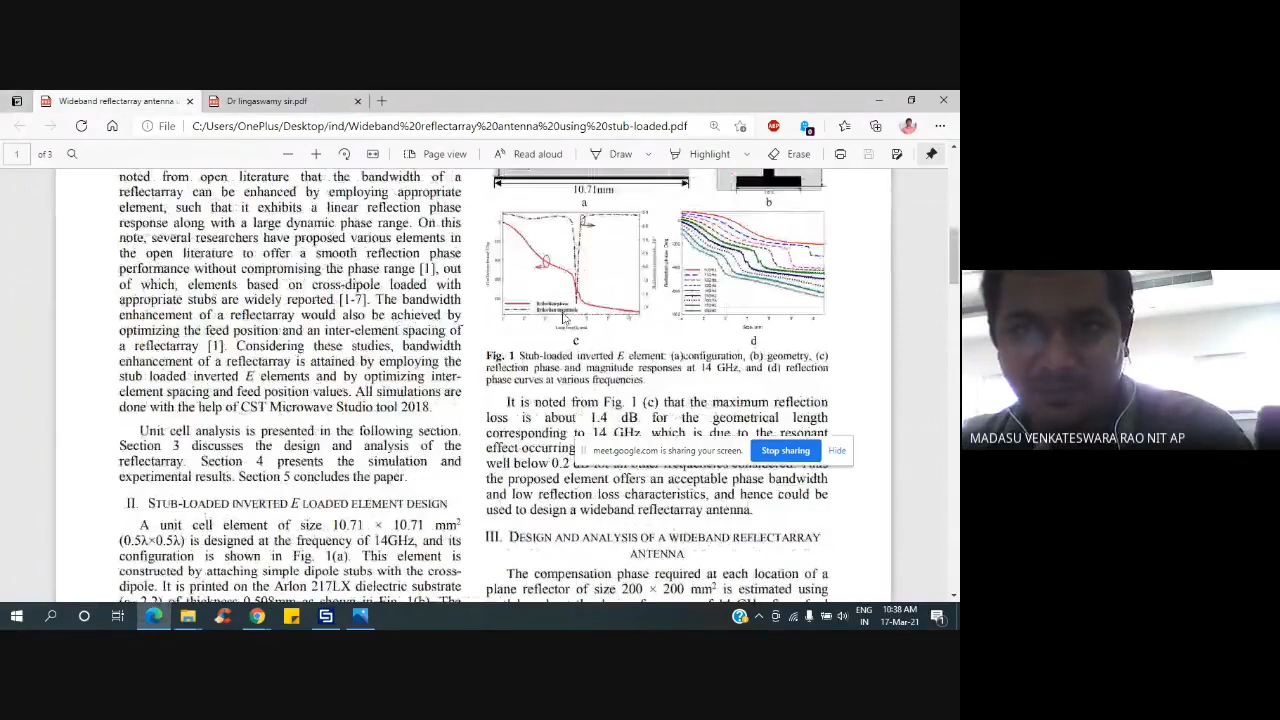 Wideband reflectarray antenna u
Dr lingaswamy sir.pdf
File
C:/Users/OnePlus/Desktop/ind/Wideband%20reflectarray%20antenna%20using%20stub-loaded.pdf
1 of 3
Page view
Read aloud
Draw
Highlight
Erase
noted from open literature that the bandwidth of a
reflectarray can be enhanced by employing appropriate
element, such that it exhibits a linear reflection phase
response along with a large dynamic phase range. On this
note, several researchers have proposed various elements in
the open literature to offer a smooth reflection phase
performance without compromising the phase range [1], out
of which, elements based on cross-dipole loaded with
appropriate stubs are widely reported [1-7]. The bandwidth
enhancement of a reflectarray would also be achieved by
optimizing the feed position and an inter-element spacing of
a reflectarray [1]. Considering these studies, bandwidth
enhancement of a reflectarray is attained by employing the
stub loaded inverted E elements and by optimizing inter-
element spacing and feed position values. All simulations are
done with the help of CST Microwave Studio tool 2018.
Unit cell analysis is presented in the following section.
Section 3 discusses the design and analysis of the
reflectarray. Section 4 presents the simulation and
experimental results. Section 5 concludes the paper.
II. STUB-LOADED INVERTED E LOADED ELEMENT DESIGN
A unit cell element of size 10.71 × 10.71 mm2
(0.5λ×0.5λ) is designed at the frequency of 14GHz, and its
configuration is shown in Fig. 1(a). This element is
constructed by attaching simple dipole stubs with the cross-
dipole. It is printed on the Arlon 217LX dielectric substrate
of thickness 0.508mm as shown in Fig. 1(b). The
10.71mm
a
b
c
d
Fig. 1 Stub-loaded inverted E element: (a)configuration, (b) geometry, (c)
reflection phase and magnitude responses at 14 GHz, and (d) reflection
phase curves at various frequencies.
It is noted from Fig. 1 (c) that the maximum reflection
loss is about 1.4 dB for the geometrical length
corresponding to 14 GHz, which is due to the resonant
effect occurring
meet.google.com is sharing your screen.
Stop sharing
Hide
well below 0.2
the proposed element offers an acceptable phase bandwidth
and low reflection loss characteristics, and hence could be
used to design a wideband reflectarray antenna.
III. DESIGN AND ANALYSIS OF A WIDEBAND REFLECTARRAY
ANTENNA
The compensation phase required at each location of a
plane reflector of size 200 × 200 mm2 is estimated using
MADASU VENKATESWARA RAO NIT AP
ENG
IN
10:38 AM
17-Mar-21